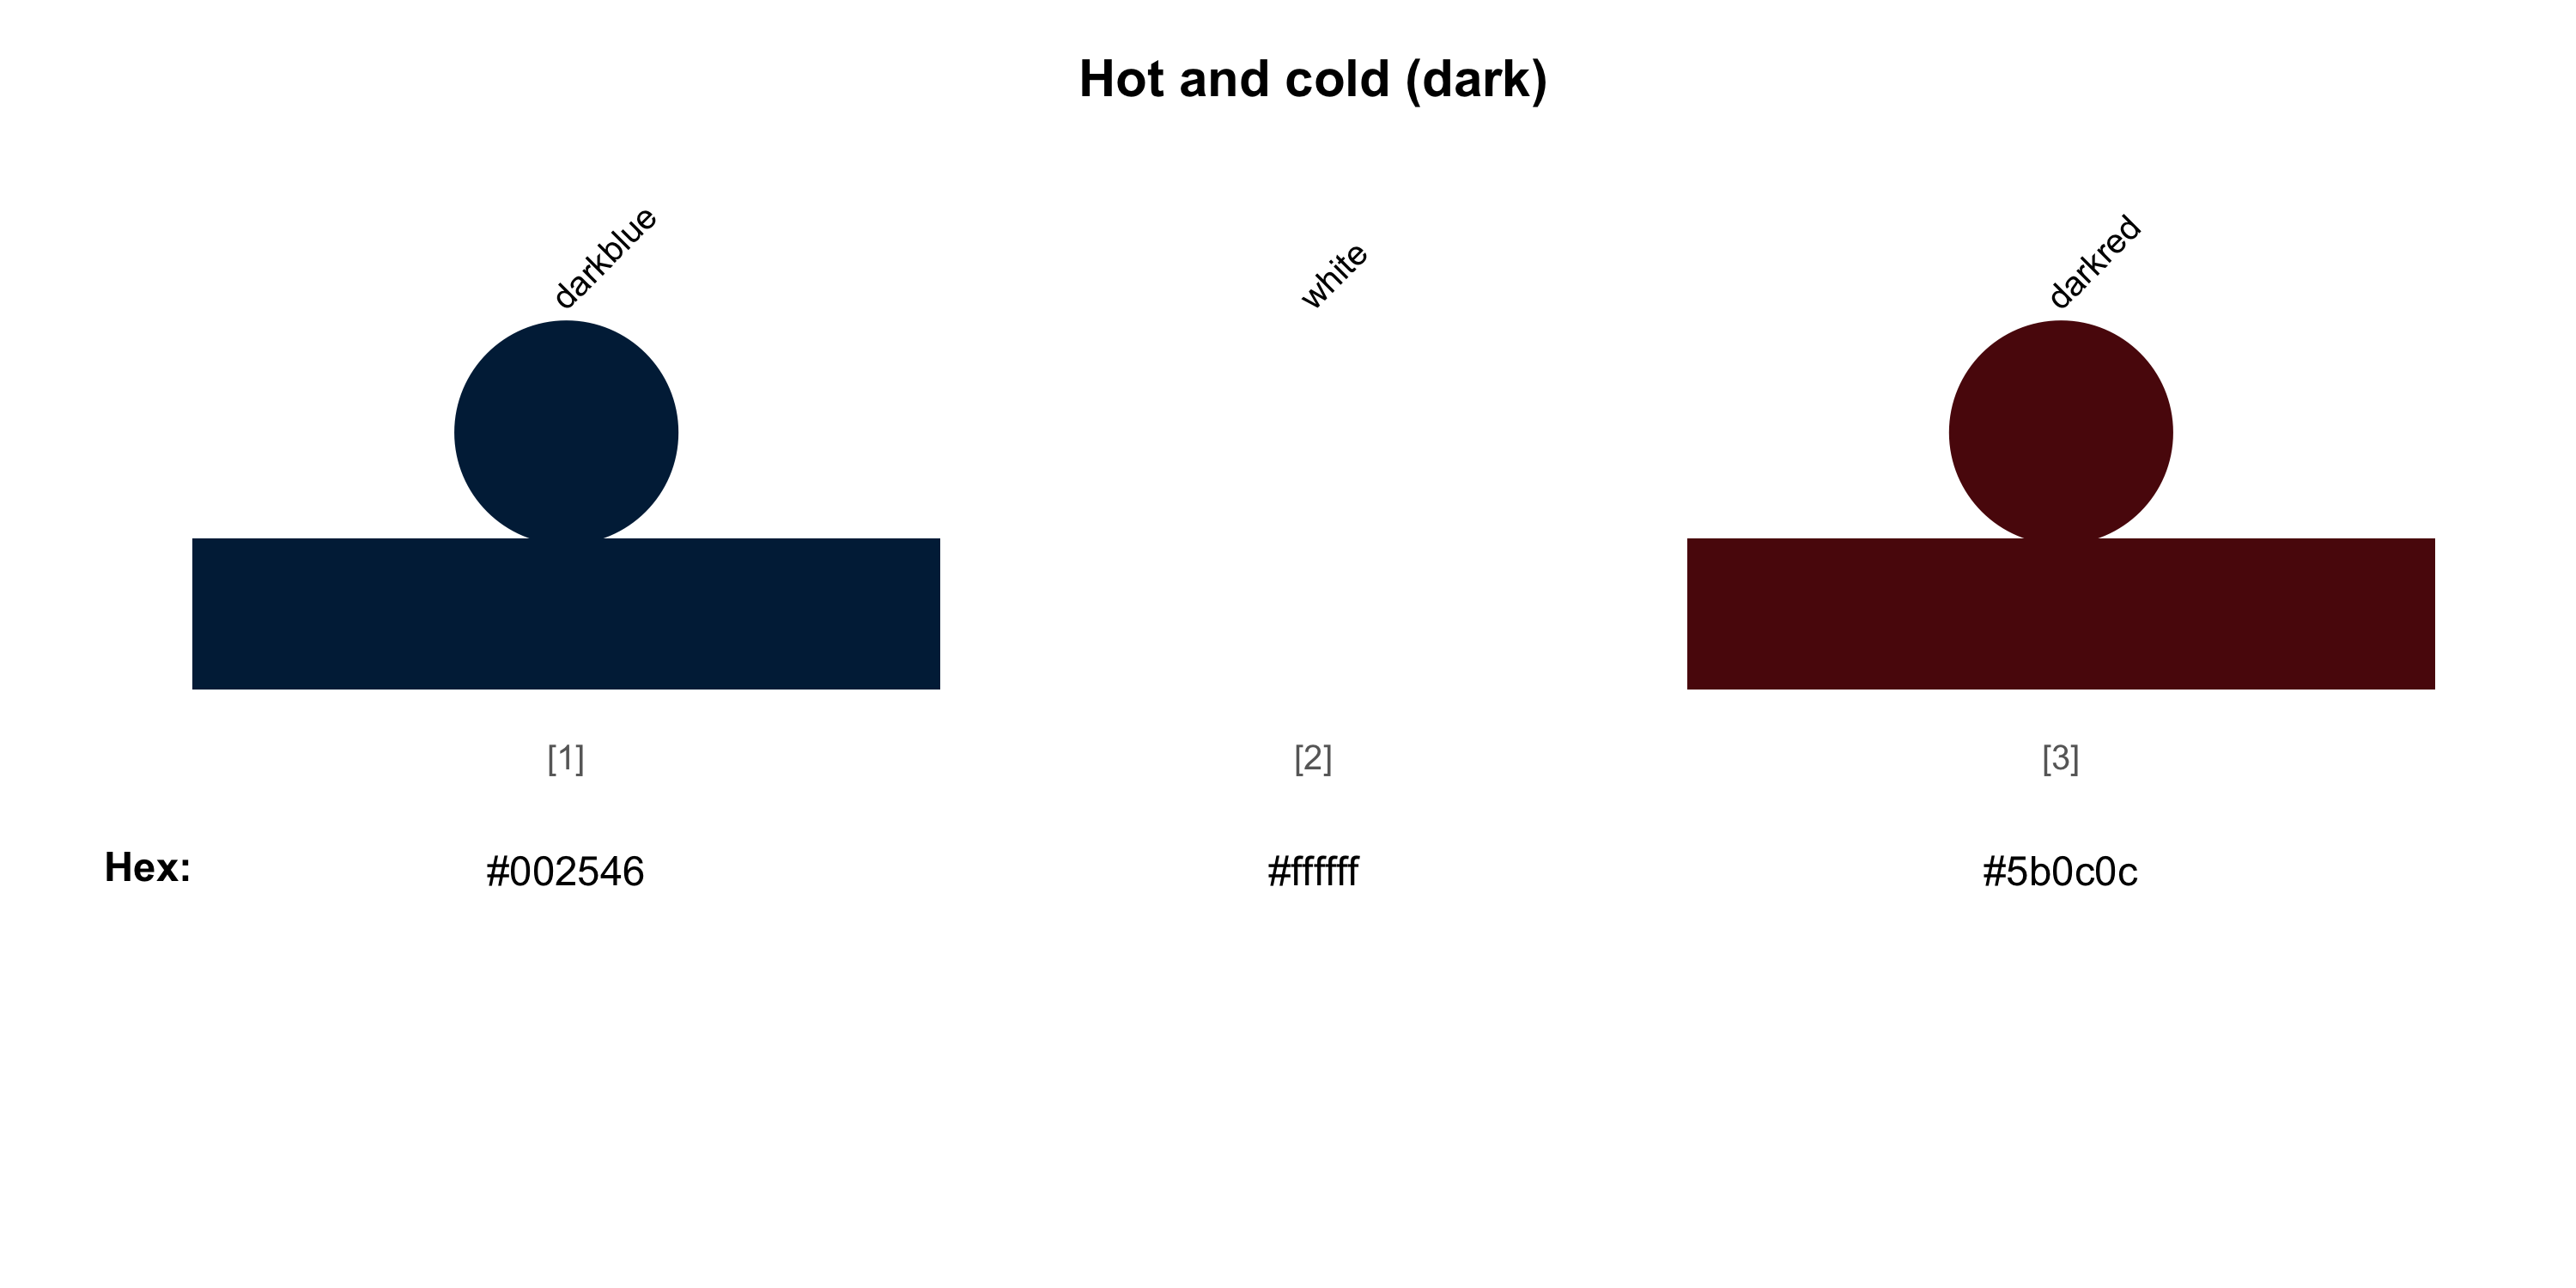 Hot and cold (dark)
darkblue
white
darkred
[1]
[2]
[3]
Hex:
#002546
#ffffff
#5b0c0c